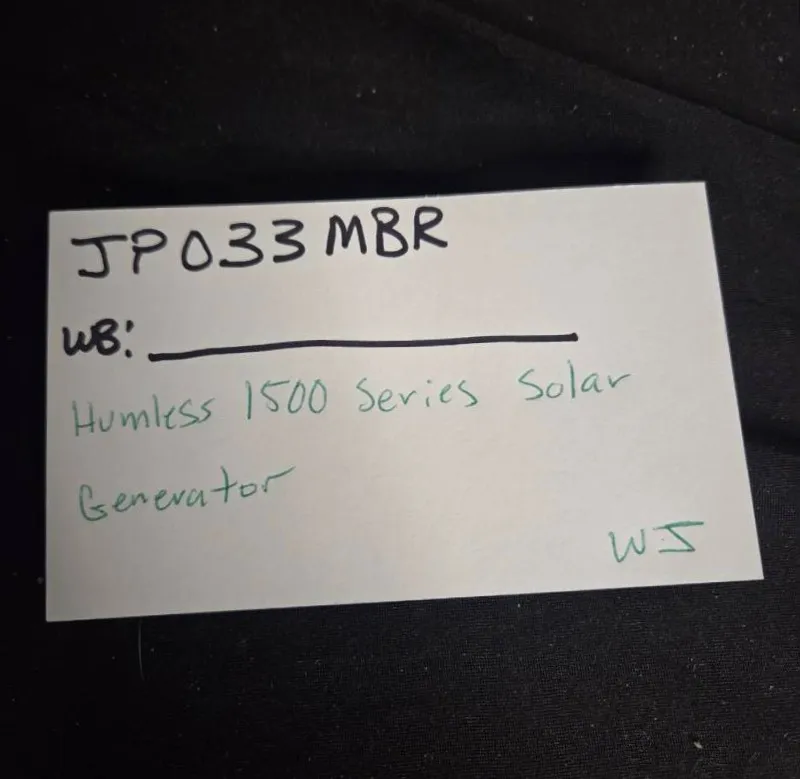 JP033MBR
WB:
Humless 1500 Series Solar
Generator
WJ